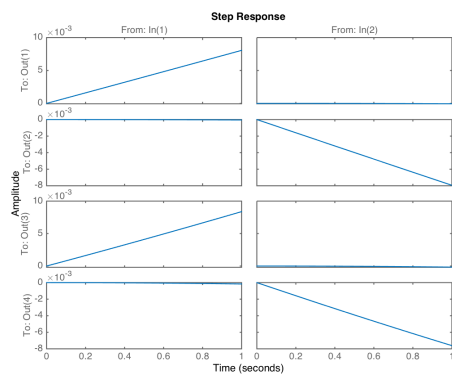 Step Response
From: In(1)
From: In(2)
Amplitude
To: Out(1)
×10^-3
10
5
0
To: Out(2)
×10^-3
0
-2
-4
-6
-8
To: Out(3)
×10^-3
10
5
0
To: Out(4)
×10^-3
0
-2
-4
-6
-8
0 0.2 0.4 0.6 0.8 1
0 0.2 0.4 0.6 0.8 1
Time (seconds)